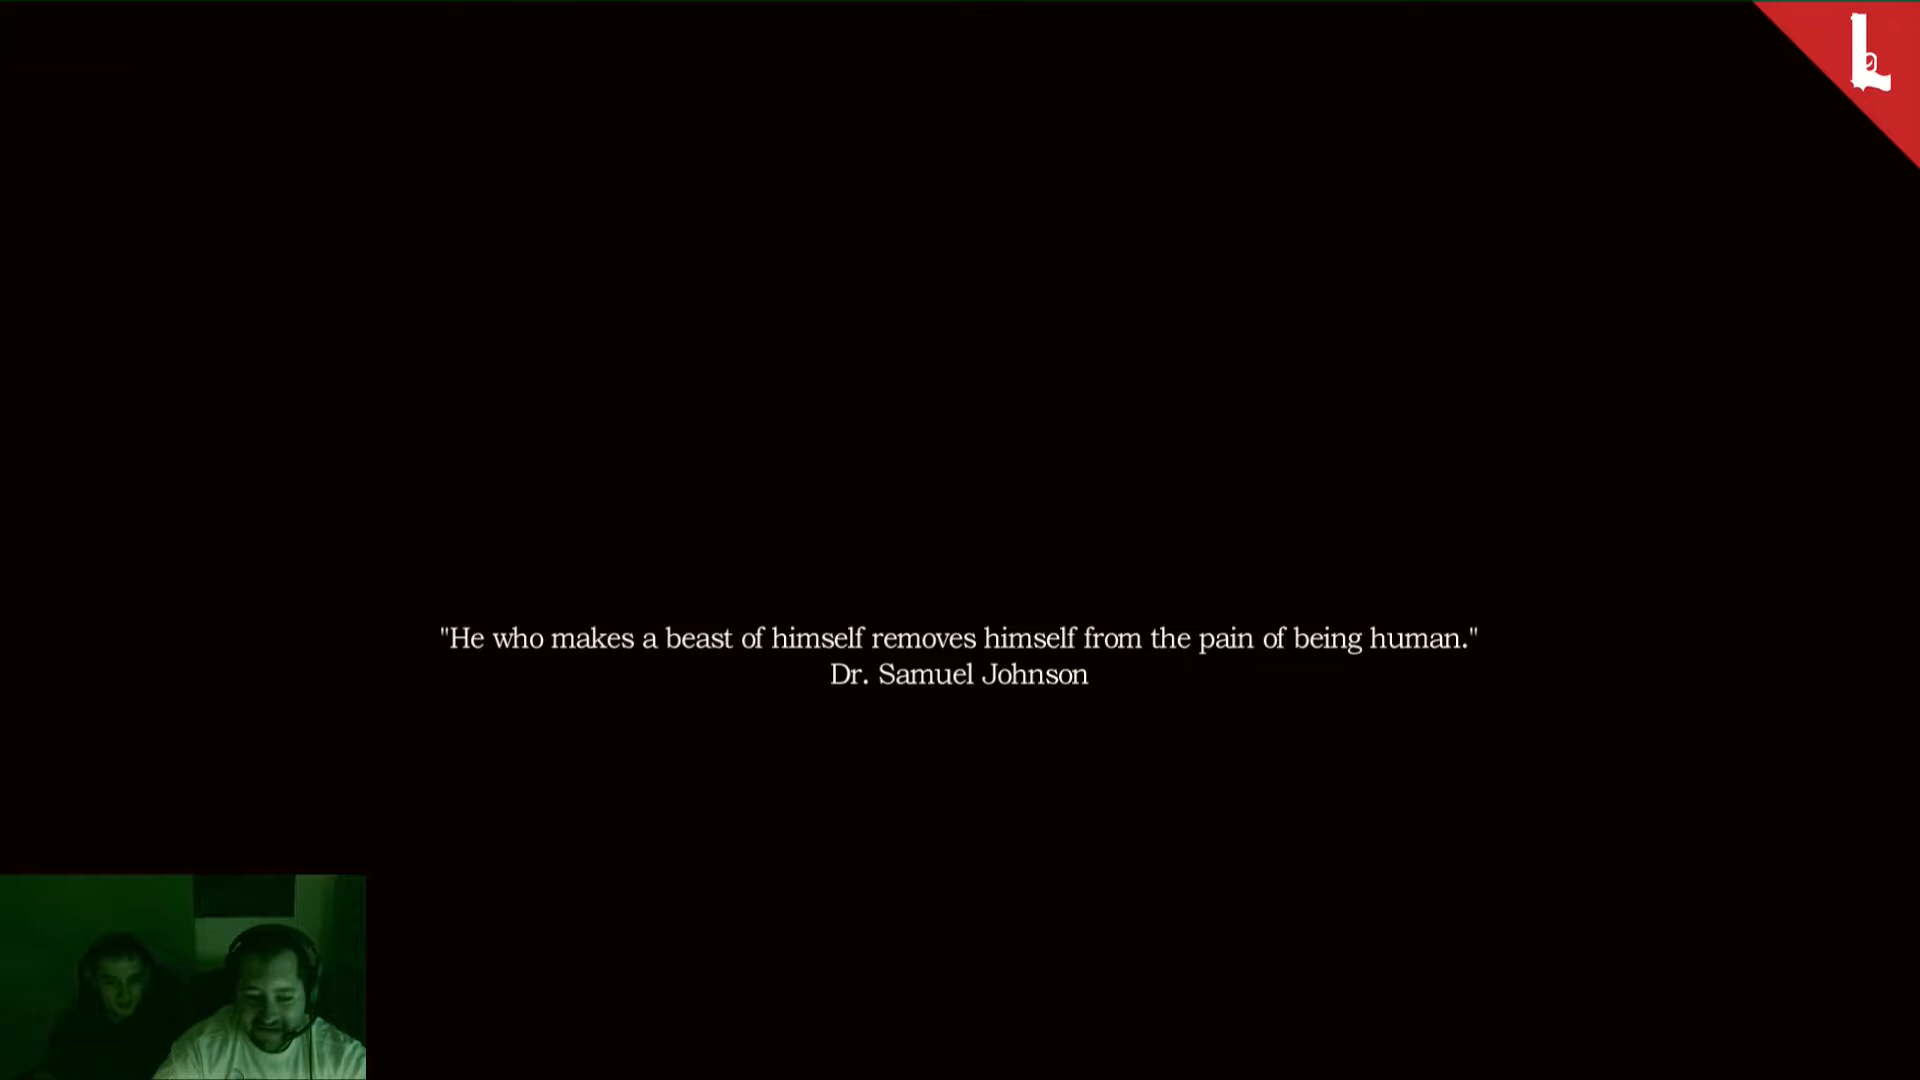 L
"He who makes a beast of himself removes himself from the pain of being human."
Dr. Samuel Johnson